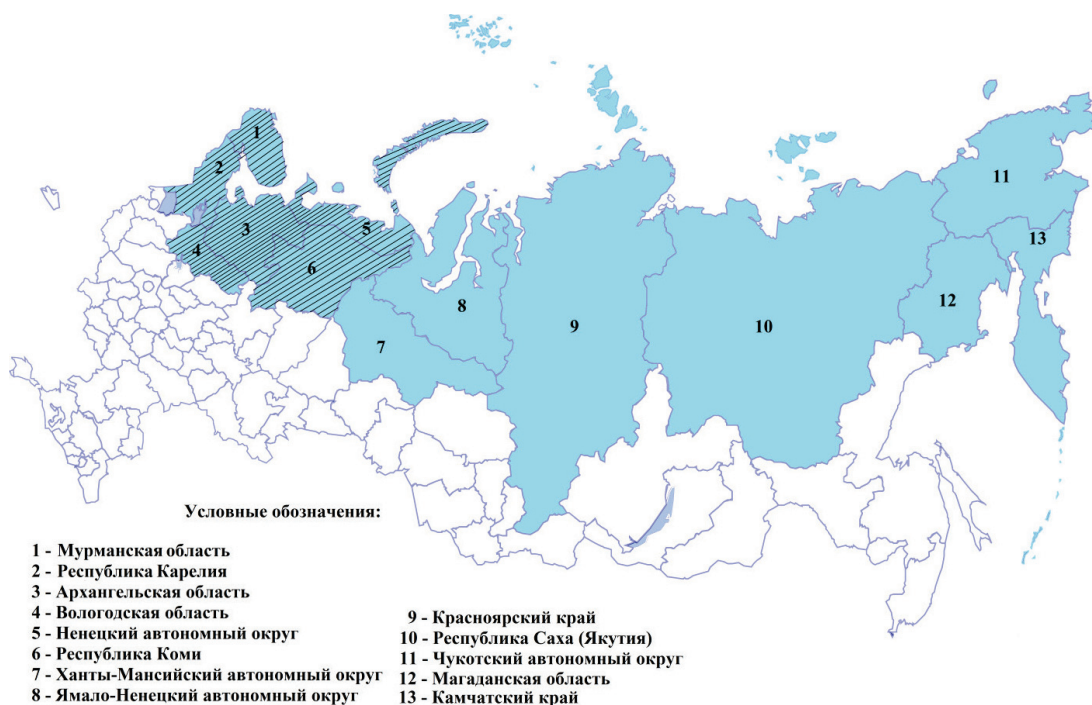 1
2
3
4
5
6
7
8
9
10
11
12
13
Условные обозначения:
1 - Мурманская область
2 - Республика Карелия
3 - Архангельская область
4 - Вологодская область
5 - Ненецкий автономный округ
6 - Республика Коми
7 - Ханты-Мансийский автономный округ
8 - Ямало-Ненецкий автономный округ
9 - Красноярский край
10 - Республика Саха (Якутия)
11 - Чукотский автономный округ
12 - Магаданская область
13 - Камчатский край